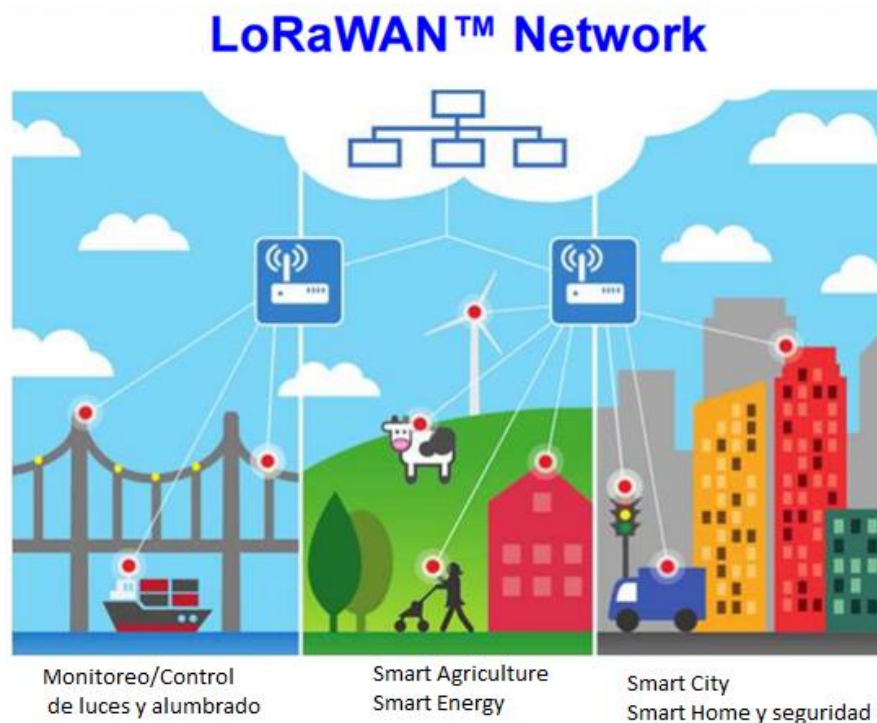 LoRaWAN™ Network
Monitoreo/Control
de luces y alumbrado
Smart Agriculture
Smart Energy
Smart City
Smart Home y seguridad